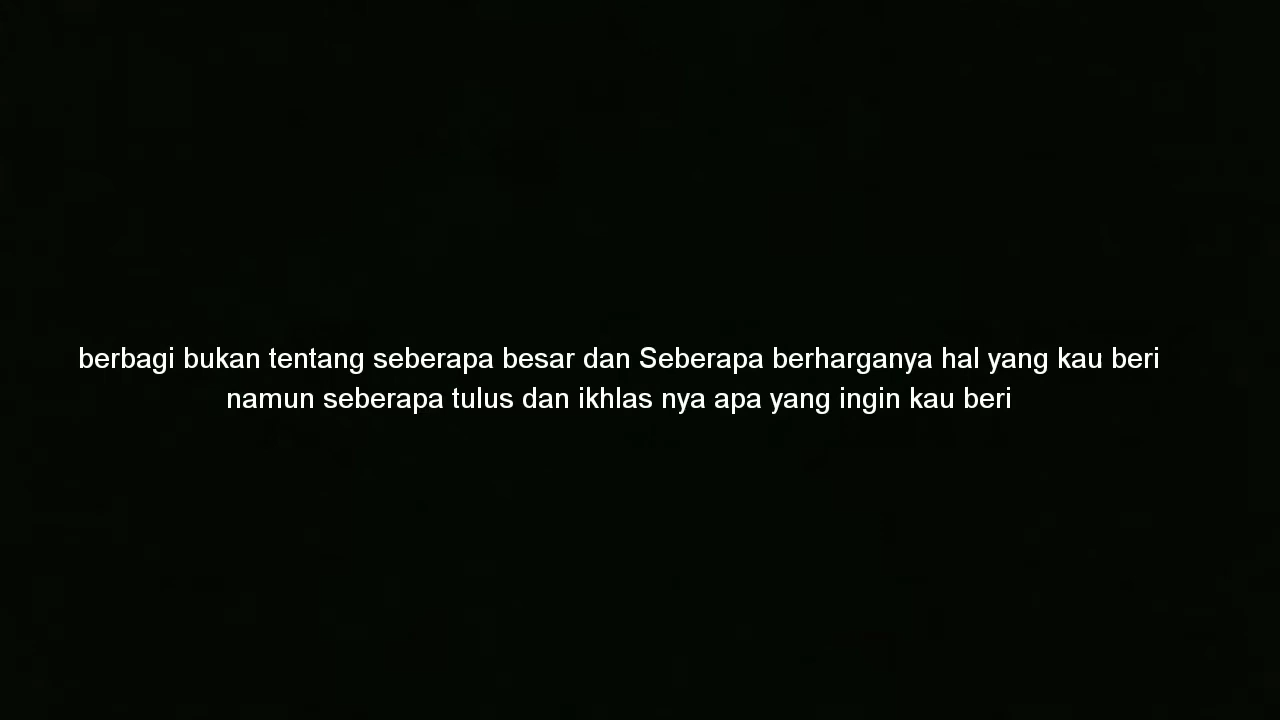 berbagi bukan tentang seberapa besar dan Seberapa berharganya hal yang kau beri
namun seberapa tulus dan ikhlas nya apa yang ingin kau beri